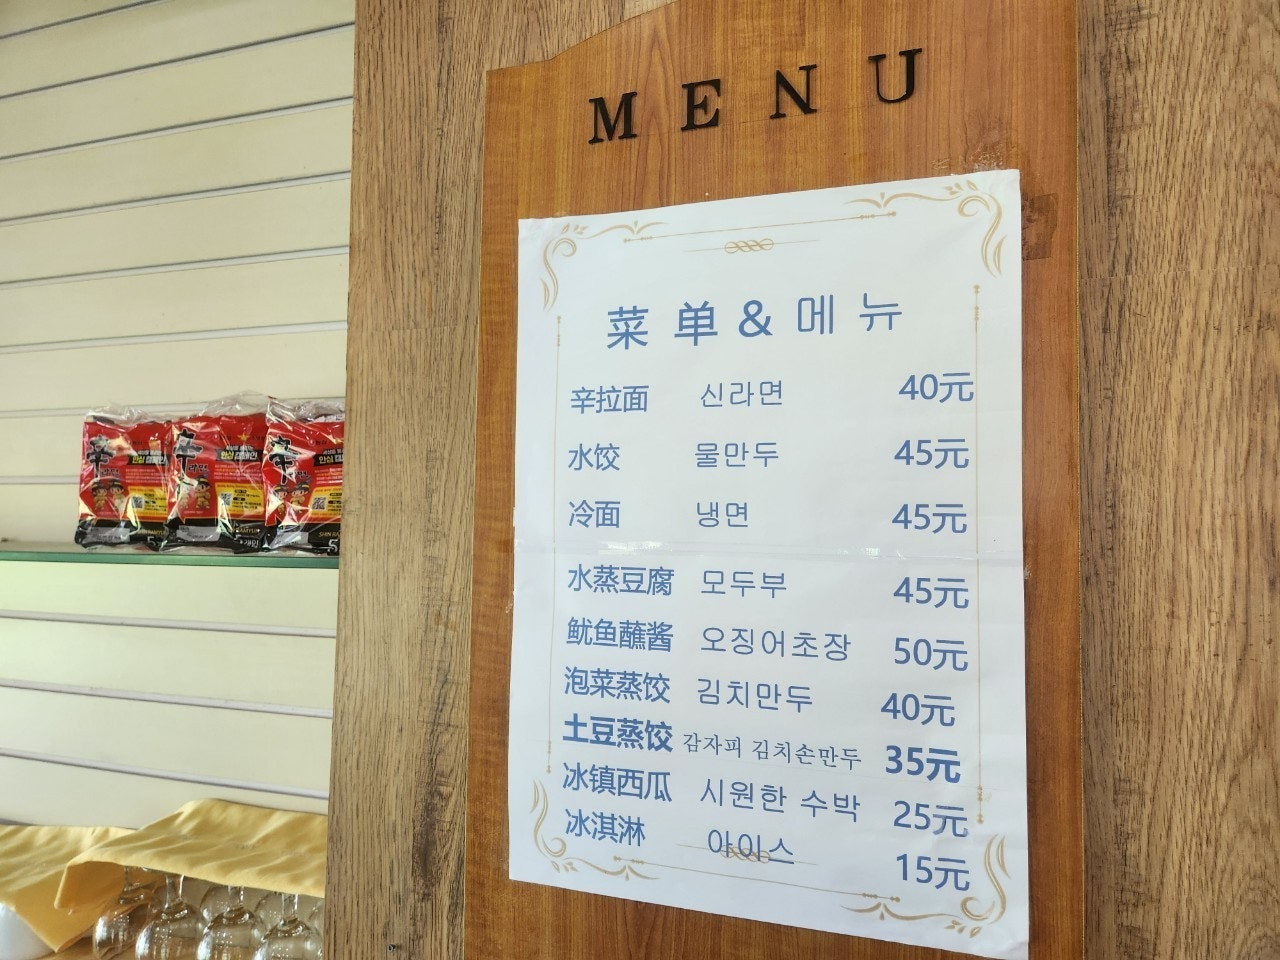 MENU
菜单&메뉴
辛拉面 신라면 40元
水饺 물만두 45元
冷面 냉면 45元
水蒸豆腐 모두부 45元
鱿鱼蘸酱 오징어초장 50元
泡菜蒸饺 김치만두 40元
土豆蒸饺 감자피 김치손만두 35元
冰镇西瓜 시원한 수박 25元
冰淇淋 아이스 15元
辛
辛
辛